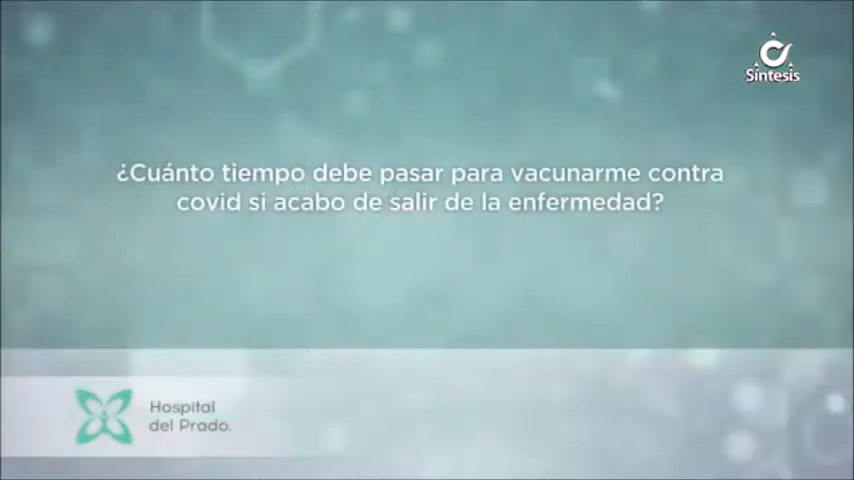 Síntesis
¿Cuánto tiempo debe pasar para vacunarme contra
covid si acabo de salir de la enfermedad?
Hospital
del Prado.